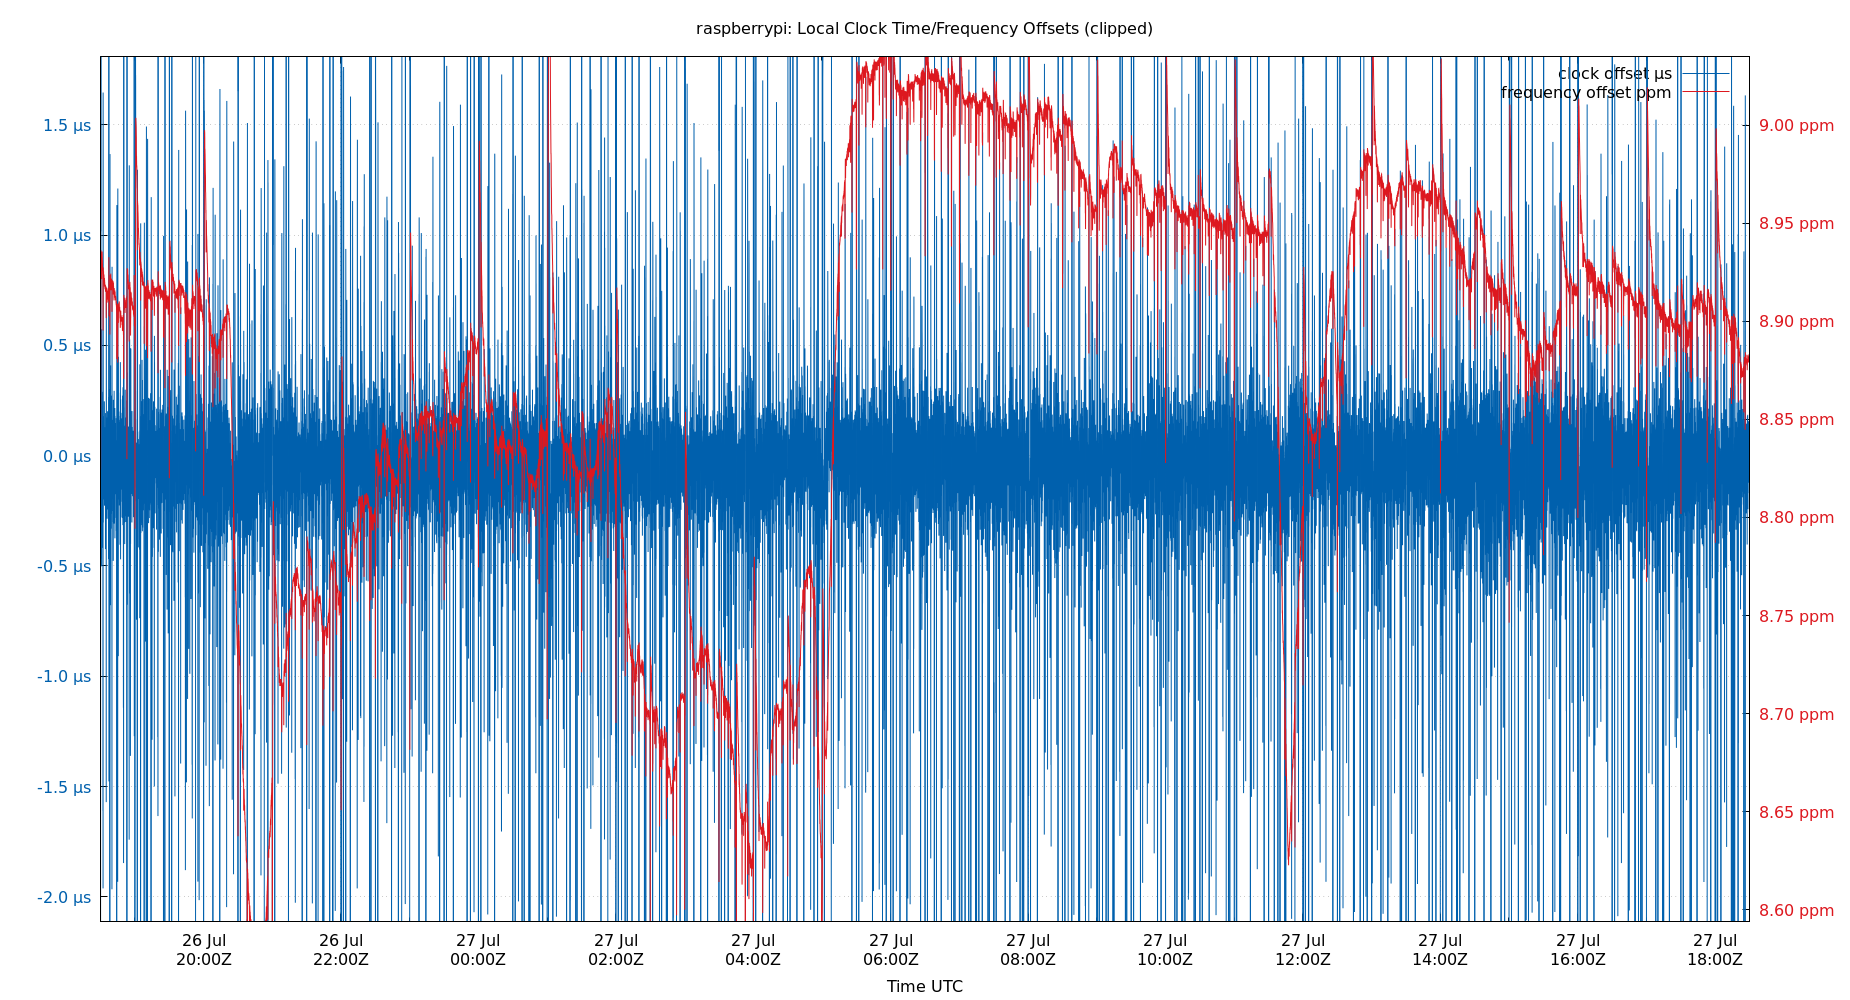 raspberrypi: Local Clock Time/Frequency Offsets (clipped)
clock offset µs
frequency offset ppm
1.5 µs
1.0 µs
0.5 µs
0.0 µs
-0.5 µs
-1.0 µs
-1.5 µs
-2.0 µs
9.00 ppm
8.95 ppm
8.90 ppm
8.85 ppm
8.80 ppm
8.75 ppm
8.70 ppm
8.65 ppm
8.60 ppm
26 Jul 26 Jul 27 Jul 27 Jul 27 Jul 27 Jul 27 Jul 27 Jul 27 Jul 27 Jul 27 Jul 27 Jul
20:00Z 22:00Z 00:00Z 02:00Z 04:00Z 06:00Z 08:00Z 10:00Z 12:00Z 14:00Z 16:00Z 18:00Z
Time UTC